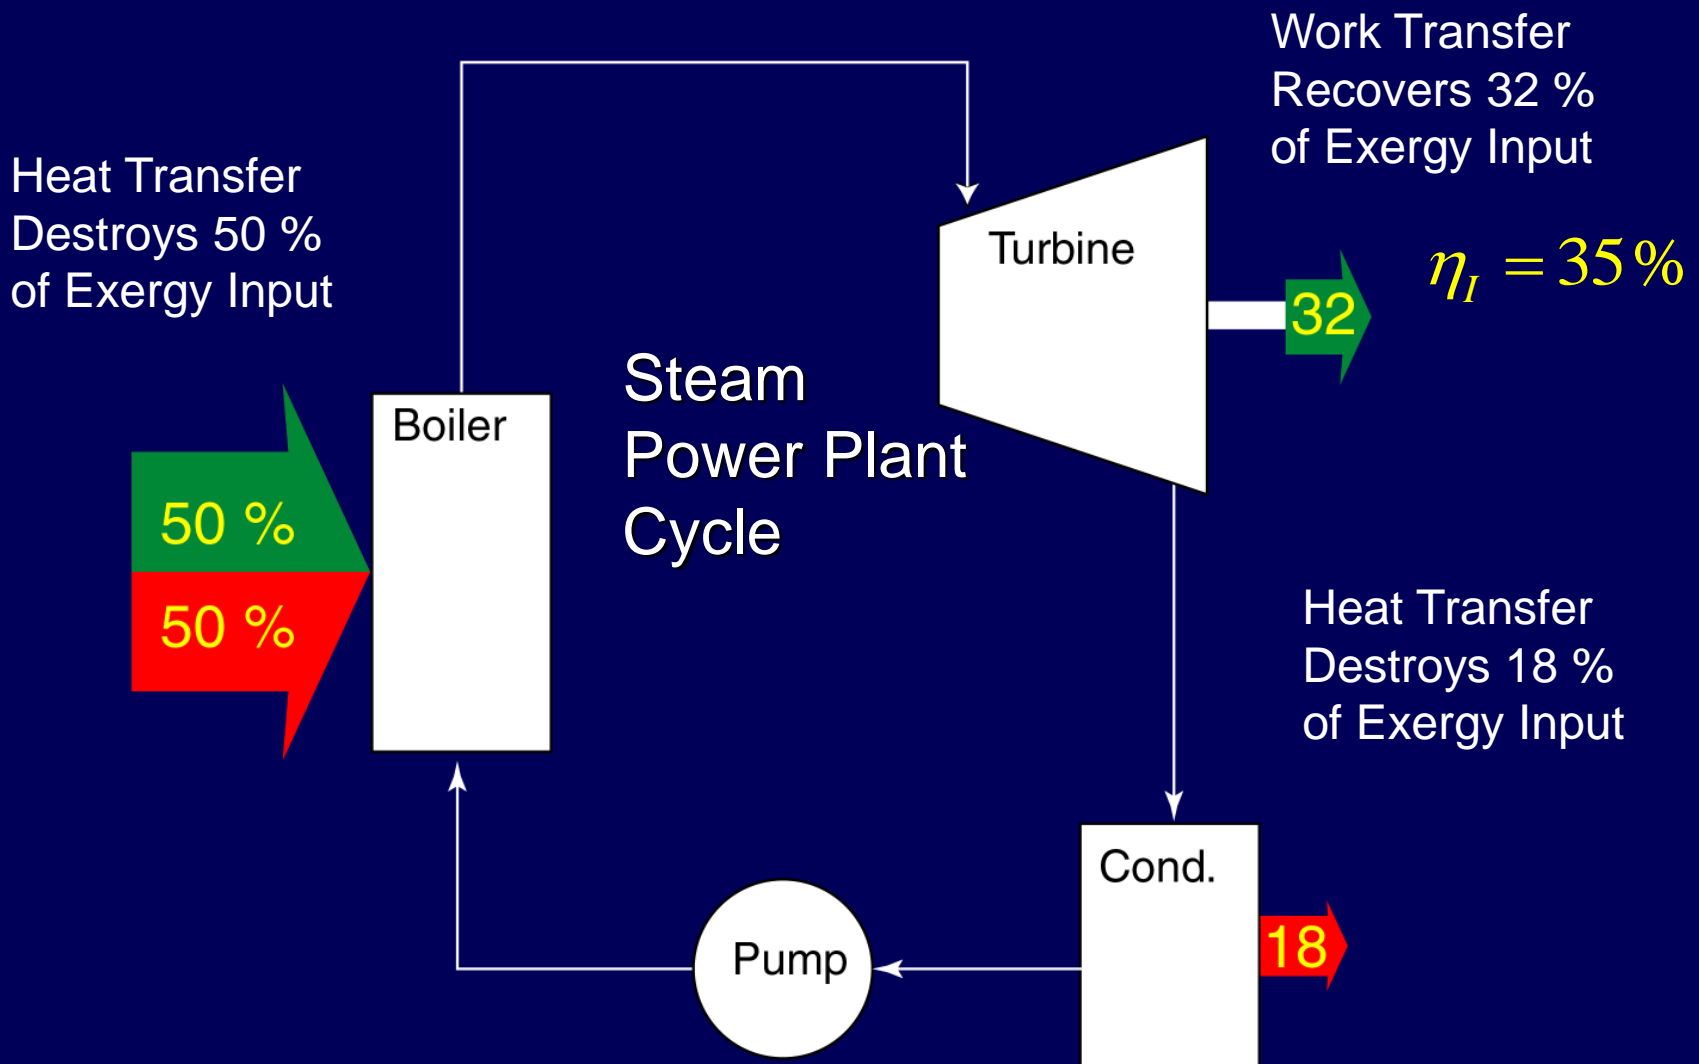 Work Transfer
Recovers 32 %
of Exergy Input
Heat Transfer
Destroys 50 %
of Exergy Input
Turbine
η_I = 35%
32
Steam
Power Plant
Cycle
Boiler
50 %
50 %
Heat Transfer
Destroys 18 %
of Exergy Input
Cond.
Pump
18